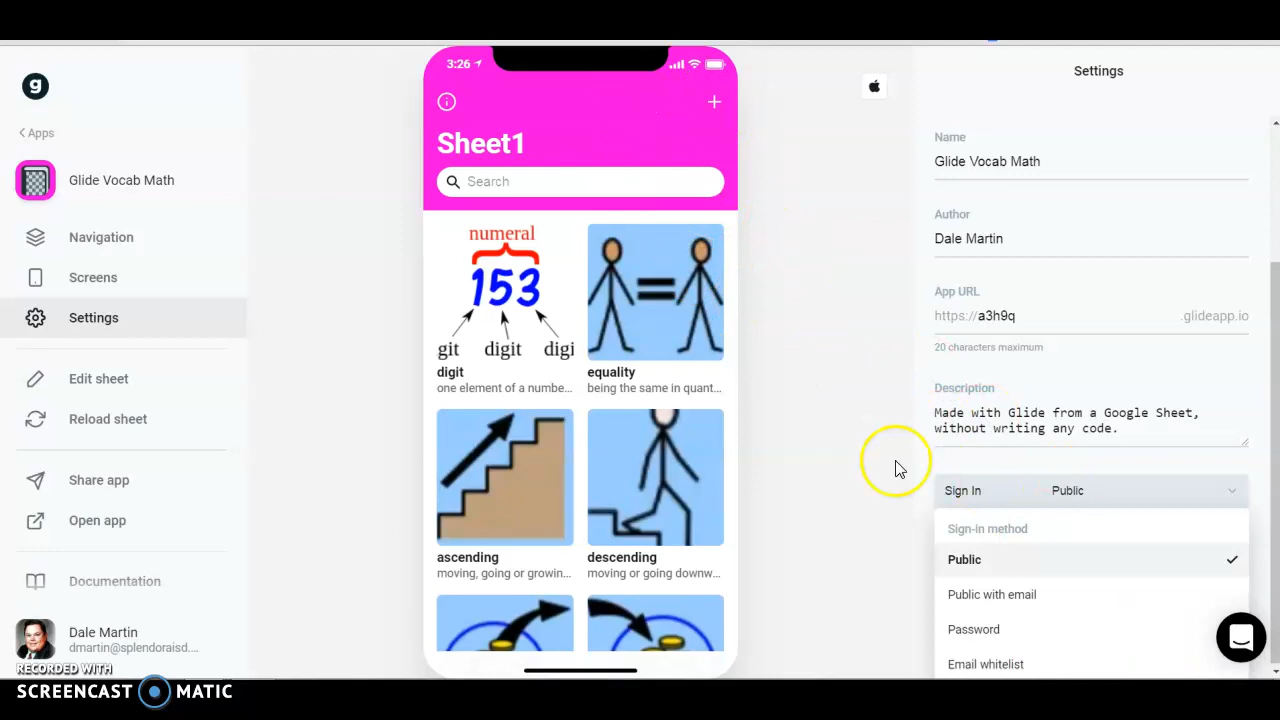 g
Apps
Glide Vocab Math
Navigation
Screens
Settings
Edit sheet
Reload sheet
Share app
Open app
Documentation
Dale Martin
dmartin@splendoraisd....
RECORDED WITH
SCREENCAST MATIC
3:26
Sheet1
Search
numeral
153
git digit digi
digit
one element of a numbe...
equality
being the same in quant...
ascending
moving, going or growin...
descending
moving or going downw...
Settings
Name
Glide Vocab Math
Author
Dale Martin
App URL
https://a3h9q .glideapp.io
20 characters maximum
Description
Made with Glide from a Google Sheet,
without writing any code.
Sign In Public
Sign-in method
Public
Public with email
Password
Email whitelist